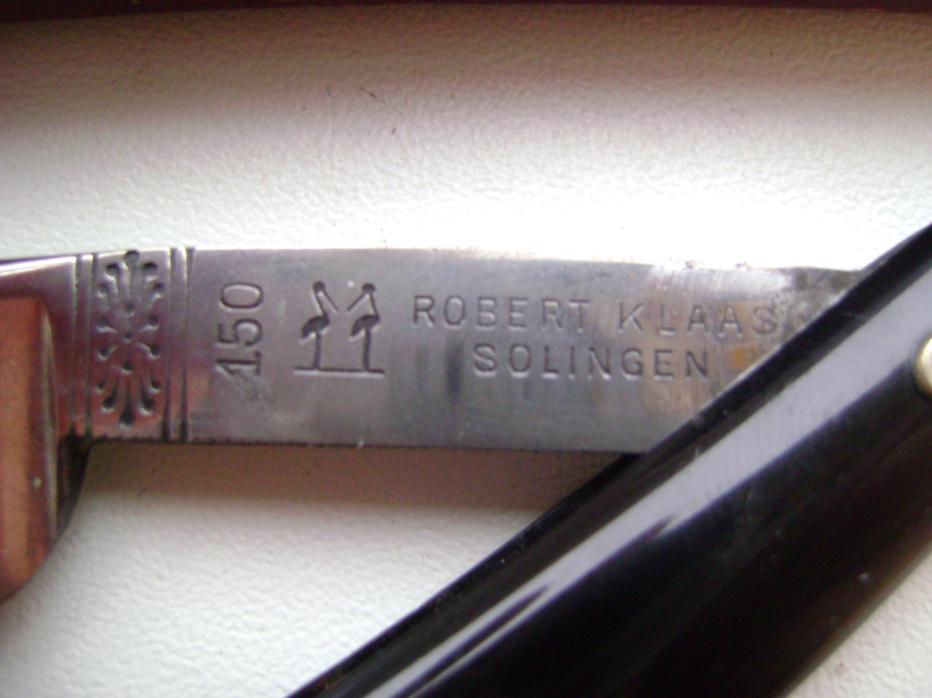 150
ROBERT KLAAS
SOLINGEN